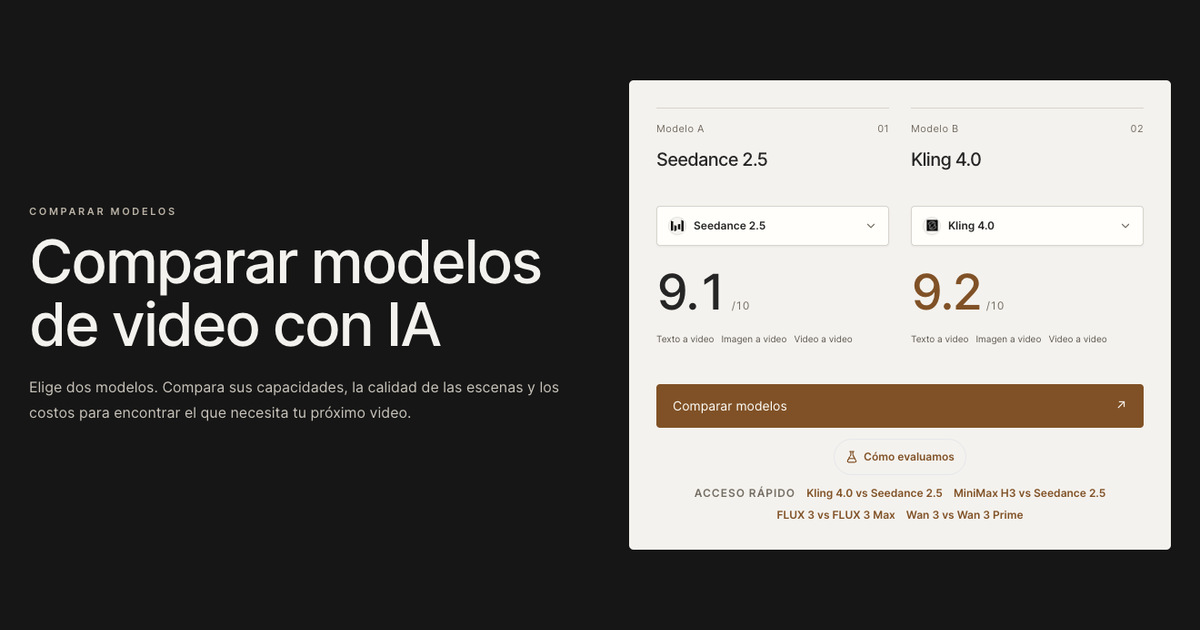 COMPARAR MODELOS
Comparar modelos
de video con IA
Elige dos modelos. Compara sus capacidades, la calidad de las escenas y los
costos para encontrar el que necesita tu próximo video.
Modelo A 01
Seedance 2.5
Seedance 2.5
9.1 /10
Texto a video Imagen a video Video a video
Modelo B 02
Kling 4.0
Kling 4.0
9.2 /10
Texto a video Imagen a video Video a video
Comparar modelos
Cómo evaluamos
ACCESO RÁPIDO Kling 4.0 vs Seedance 2.5 MiniMax H3 vs Seedance 2.5
FLUX 3 vs FLUX 3 Max Wan 3 vs Wan 3 Prime